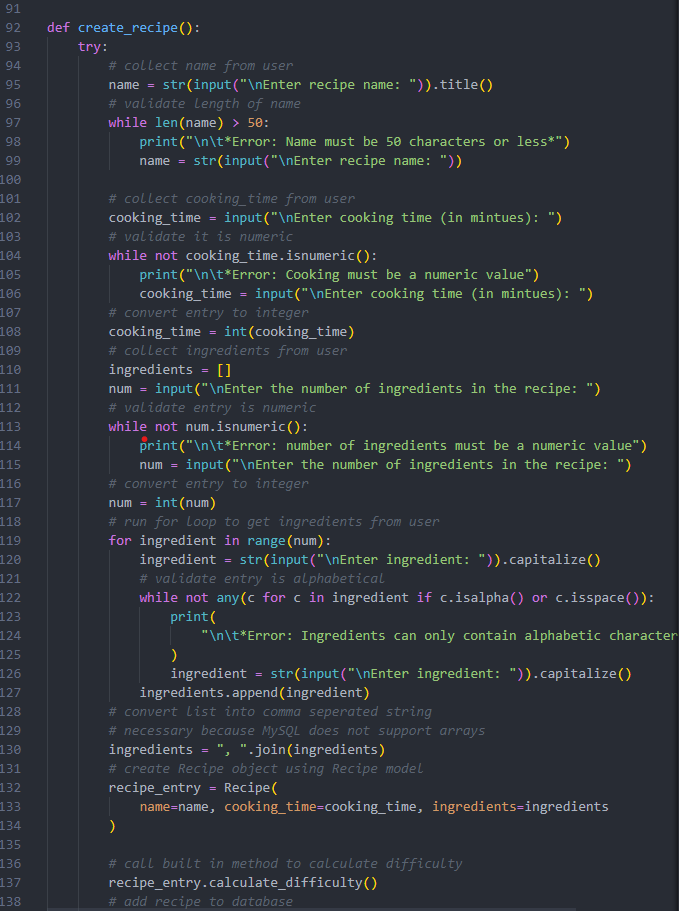 91
92 def create_recipe():
93 try:
94 # collect name from user
95 name = str(input("\nEnter recipe name: ")).title()
96 # validate length of name
97 while len(name) > 50:
98 print("\n\t*Error: Name must be 50 characters or less*")
99 name = str(input("\nEnter recipe name: "))
100
101 # collect cooking_time from user
102 cooking_time = input("\nEnter cooking time (in mintues): ")
103 # validate it is numeric
104 while not cooking_time.isnumeric():
105 print("\n\t*Error: Cooking must be a numeric value")
106 cooking_time = input("\nEnter cooking time (in mintues): ")
107 # convert entry to integer
108 cooking_time = int(cooking_time)
109 # collect ingredients from user
110 ingredients = []
111 num = input("\nEnter the number of ingredients in the recipe: ")
112 # validate entry is numeric
113 while not num.isnumeric():
114 print("\n\t*Error: number of ingredients must be a numeric value")
115 num = input("\nEnter the number of ingredients in the recipe: ")
116 # convert entry to integer
117 num = int(num)
118 # run for loop to get ingredients from user
119 for ingredient in range(num):
120 ingredient = str(input("\nEnter ingredient: ")).capitalize()
121 # validate entry is alphabetical
122 while not any(c for c in ingredient if c.isalpha() or c.isspace()):
123 print(
124 "\n\t*Error: Ingredients can only contain alphabetic character
125 )
126 ingredient = str(input("\nEnter ingredient: ")).capitalize()
127 ingredients.append(ingredient)
128 # convert list into comma seperated string
129 # necessary because MySQL does not support arrays
130 ingredients = ", ".join(ingredients)
131 # create Recipe object using Recipe model
132 recipe_entry = Recipe(
133 name=name, cooking_time=cooking_time, ingredients=ingredients
134 )
135
136 # call built in method to calculate difficulty
137 recipe_entry.calculate_difficulty()
138 # add recipe to database